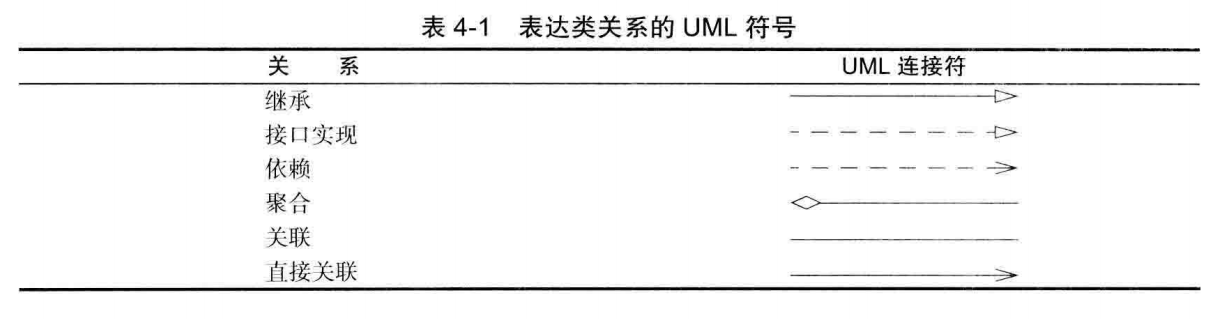 表 4-1 表达类关系的 UML 符号
关 系 UML 连接符
继承
接口实现
依赖
聚合
关联
直接关联